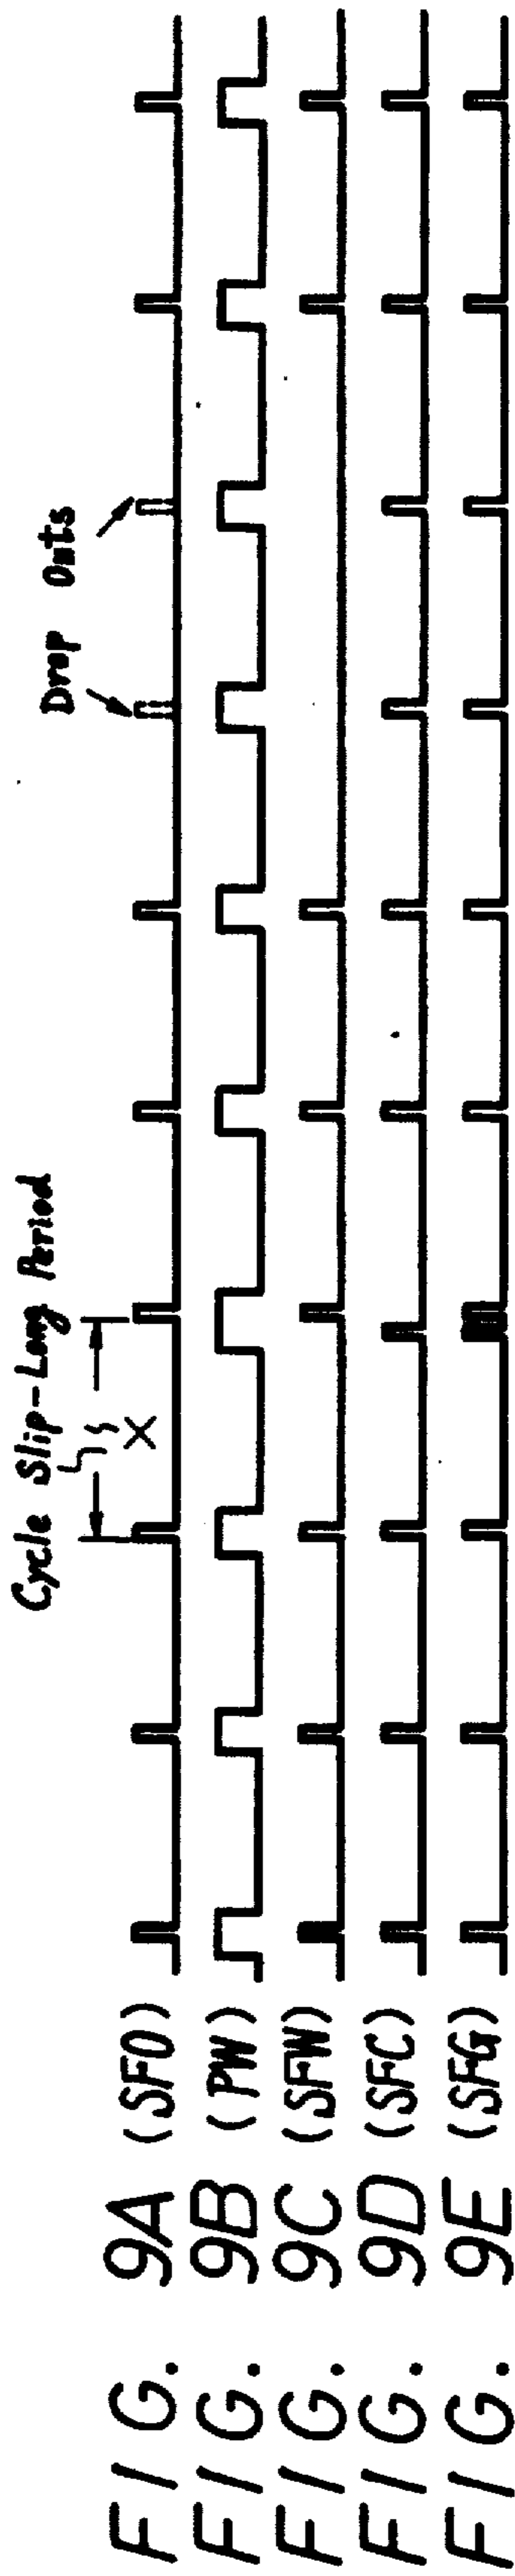 Cycle Slip-Long Period
X
Drop Outs
FIG. 9A (SFO)
FIG. 9B (PW)
FIG. 9C (SFW)
FIG. 9D (SFC)
FIG. 9E (SFG)